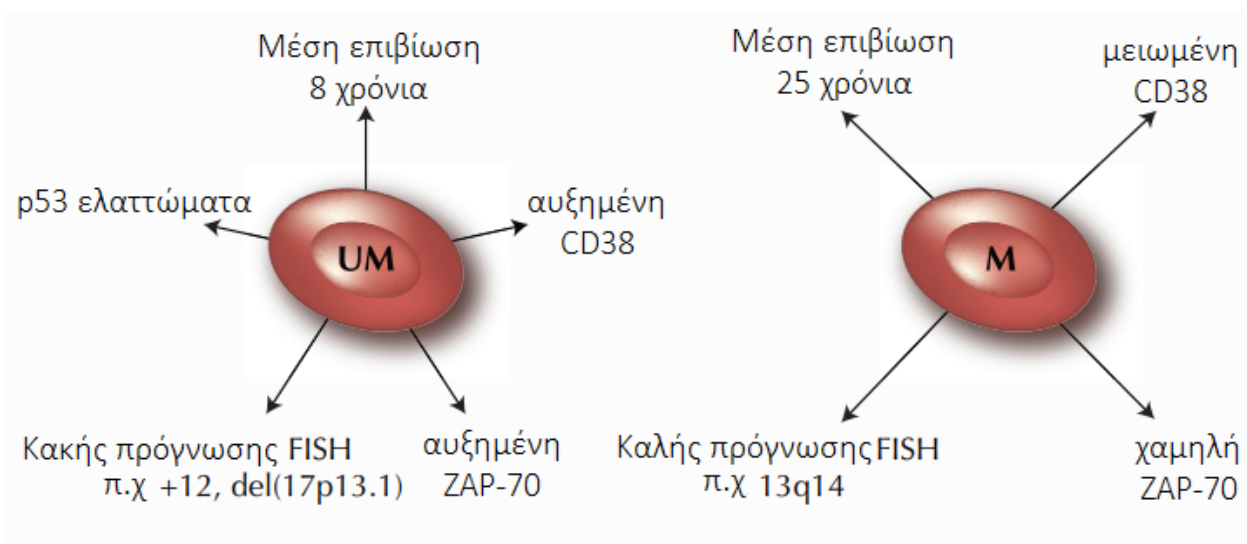 Μέση επιβίωση
8 χρόνια
p53 ελαττώματα
αυξημένη
CD38
UM
Κακής πρόγνωσης FISH
π.χ +12, del(17p13.1)
αυξημένη
ZAP-70
Μέση επιβίωση
25 χρόνια
μειωμένη
CD38
M
Καλής πρόγνωσης FISH
π.χ 13q14
χαμηλή
ZAP-70